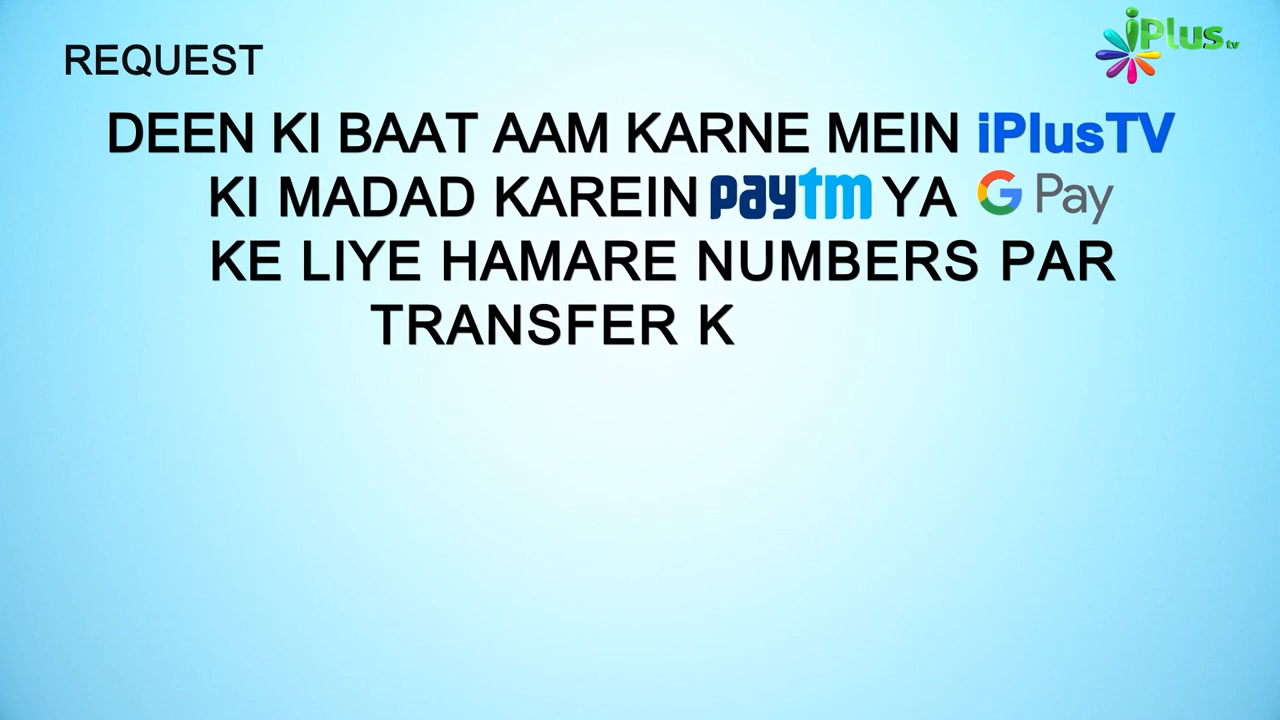 REQUEST
iPlus tv
DEEN KI BAAT AAM KARNE MEIN iPlusTV
KI MADAD KAREIN paytm YA G Pay
KE LIYE HAMARE NUMBERS PAR
TRANSFER K